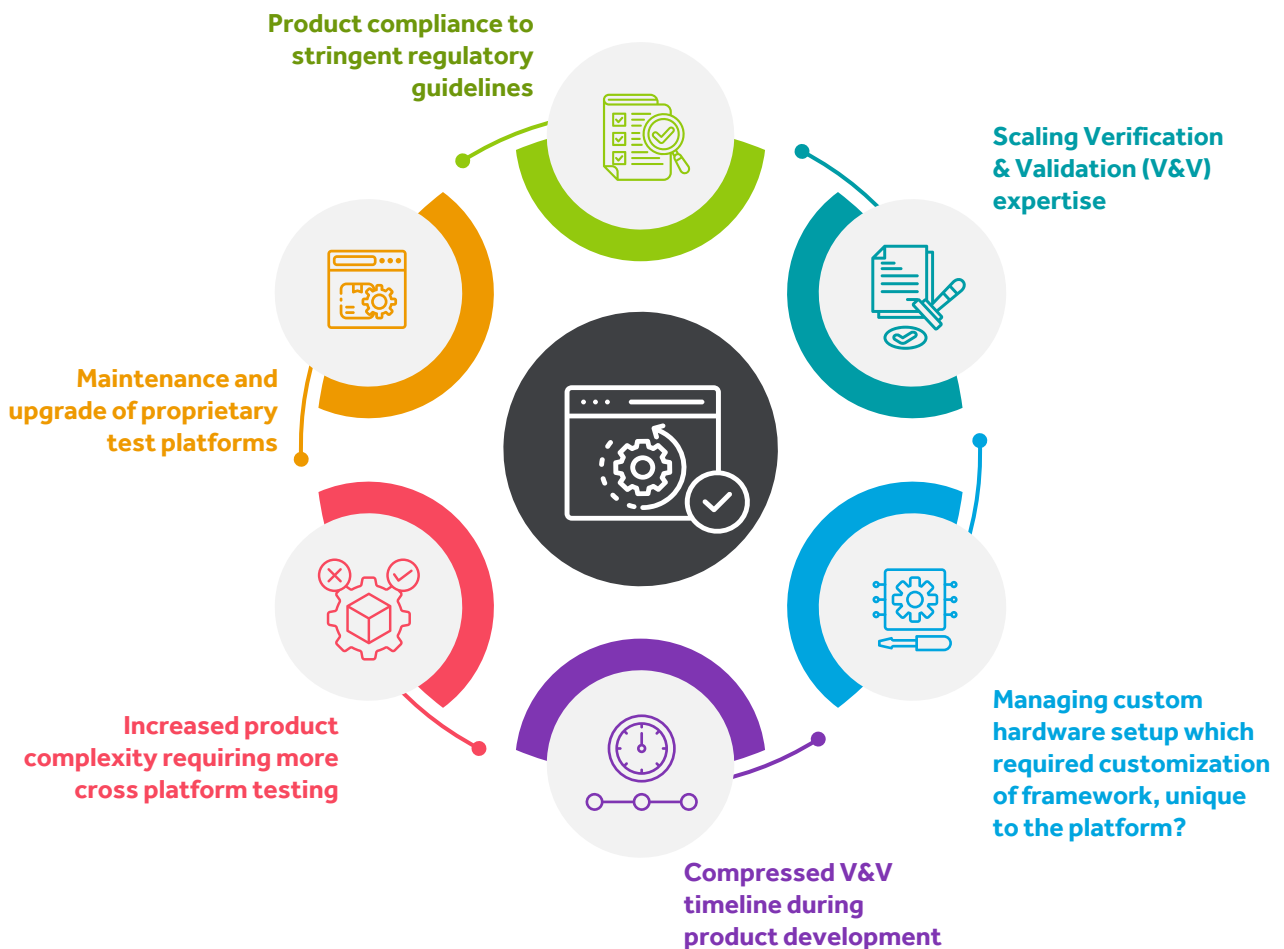 Product compliance to
stringent regulatory
guidelines
Scaling Verification
& Validation (V&V)
expertise
Maintenance and
upgrade of proprietary
test platforms
Increased product
complexity requiring more
cross platform testing
Managing custom
hardware setup which
required customization
of framework, unique
to the platform?
Compressed V&V
timeline during
product development